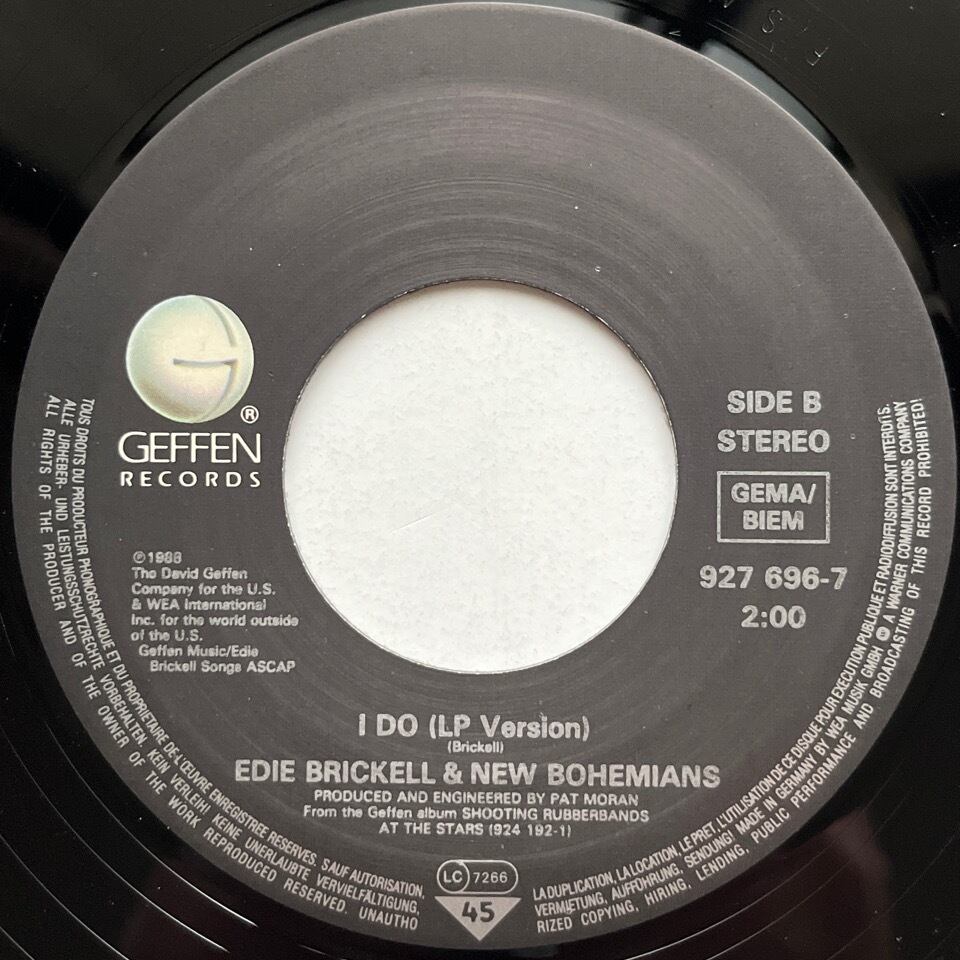 GEFFEN ®
RECORDS
SIDE B
STEREO
GEMA/
BIEM
927 696-7
2:00
℗1988
The David Geffen
Company for the U.S.
& WEA International
Inc. for the world outside
of the U.S.
Geffen Music/Edie
Brickell Songs ASCAP
I DO (LP Version)
(Brickell)
EDIE BRICKELL & NEW BOHEMIANS
PRODUCED AND ENGINEERED BY PAT MORAN
From the Geffen album SHOOTING RUBBERBANDS
AT THE STARS (924 192-1)
LC 7266
45
TOUS DROITS DU PRODUCTEUR PHONOGRAPHIQUE ET DU PROPRIETAIRE DE L'ŒUVRE ENREGISTREE RESERVES. SAUF AUTORISATION,
LA DUPLICATION, LA LOCATION, LE PRET, L'UTILISATION DE CE DISQUE POUR EXECUTION PUBLIQUE ET RADIODIFFUSION SONT INTERDITS.
ALLE URHEBER- UND LEISTUNGSSCHUTZRECHTE VORBEHALTEN. KEIN VERLEIH! KEINE UNERLAUBTE VERVIELFÄLTIGUNG,
VERMIETUNG, AUFFÜHRUNG, SENDUNG! MADE IN GERMANY BY WEA MUSIK GMBH A WARNER COMMUNICATIONS COMPANY
ALL RIGHTS OF THE PRODUCER AND OF THE OWNER OF THE WORK REPRODUCED RESERVED. UNAUTHO
RIZED COPYING, HIRING, LENDING, PUBLIC PERFORMANCE AND BROADCASTING OF THIS RECORD PROHIBITED!